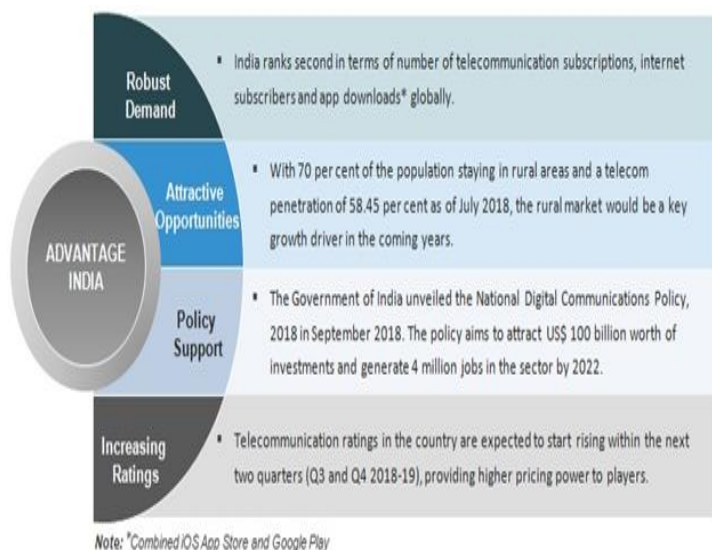 ADVANTAGE
INDIA
Robust
Demand
▪ India ranks second in terms of number of telecommunication subscriptions, internet
subscribers and app downloads* globally.
Attractive
Opportunities
▪ With 70 per cent of the population staying in rural areas and a telecom
penetration of 58.45 per cent as of July 2018, the rural market would be a key
growth driver in the coming years.
Policy
Support
▪ The Government of India unveiled the National Digital Communications Policy,
2018 in September 2018. The policy aims to attract US$ 100 billion worth of
investments and generate 4 million jobs in the sector by 2022.
Increasing
Ratings
▪ Telecommunication ratings in the country are expected to start rising within the next
two quarters (Q3 and Q4 2018-19), providing higher pricing power to players.
Note: *Combined iOS App Store and Google Play